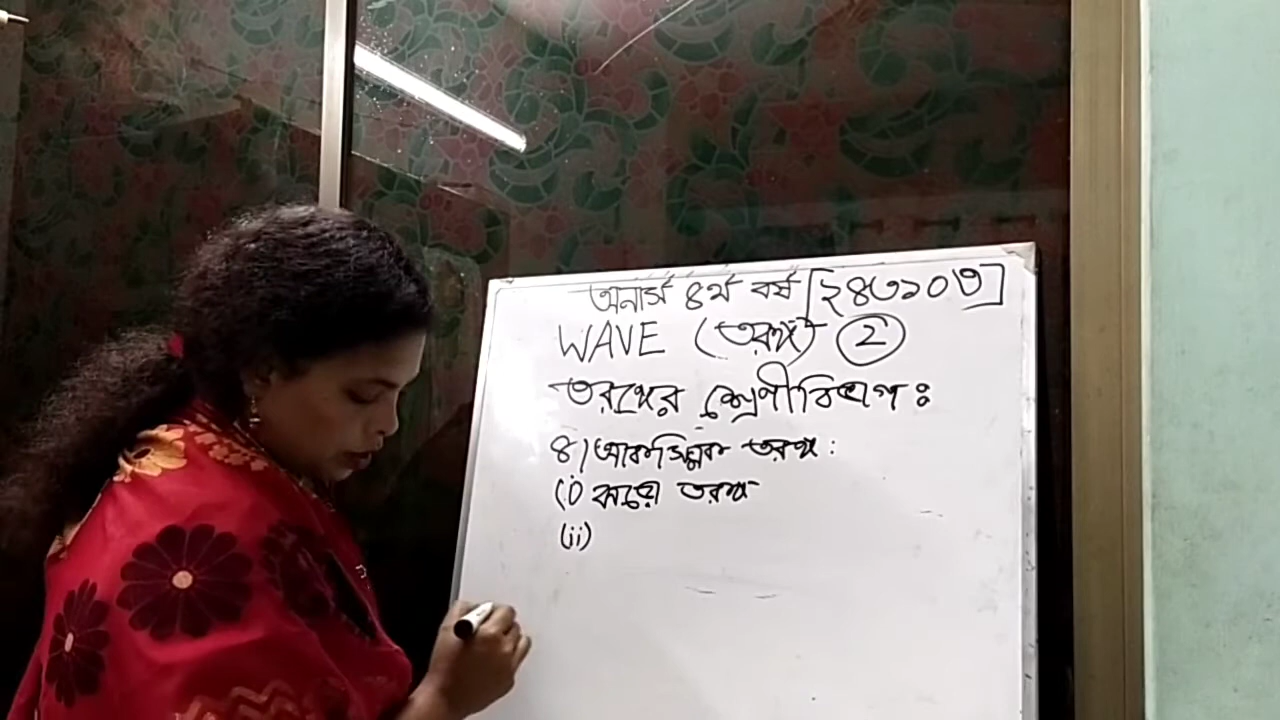 অনার্স ৪র্থ বর্ষ [২৪৩১০৩]
WAVE (তরঙ্গ) 2
তরঙ্গের শ্রেণীবিভাগঃ
৪) আকস্মিক তরঙ্গ :
(i) তরঙ্গ
(ii)